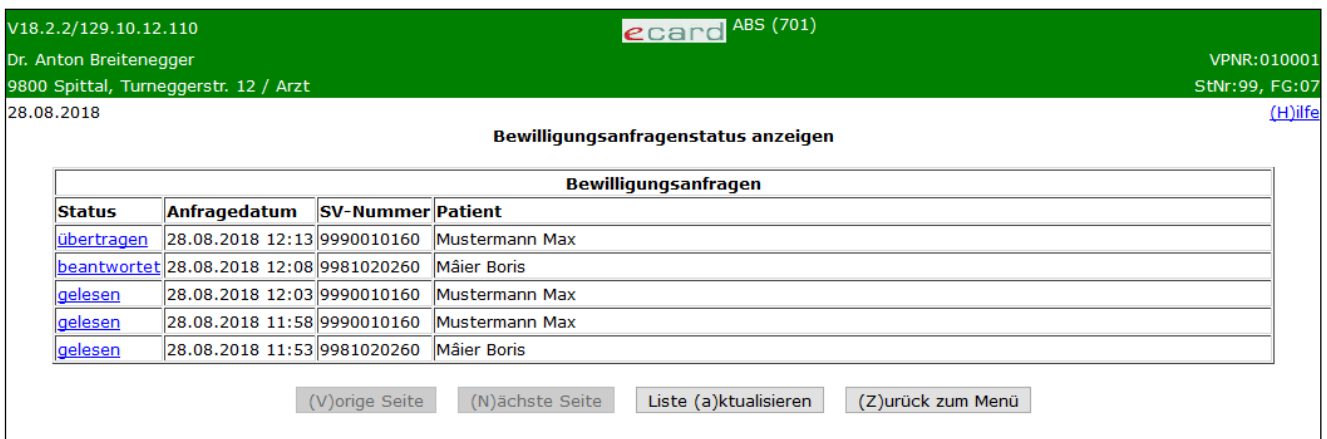 V18.2.2/129.10.12.110 ecard ABS (701)
Dr. Anton Breitenegger VPNR:010001
9800 Spittal, Turneggerstr. 12 / Arzt StNr:99, FG:07
28.08.2018 (H)ilfe
Bewilligungsanfragenstatus anzeigen
Bewilligungsanfragen
Status Anfragedatum SV-Nummer Patient
übertragen 28.08.2018 12:13 9990010160 Mustermann Max
beantwortet 28.08.2018 12:08 9981020260 Mâier Boris
gelesen 28.08.2018 12:03 9990010160 Mustermann Max
gelesen 28.08.2018 11:58 9990010160 Mustermann Max
gelesen 28.08.2018 11:53 9981020260 Mâier Boris
(V)orige Seite (N)ächste Seite Liste (a)ktualisieren (Z)urück zum Menü